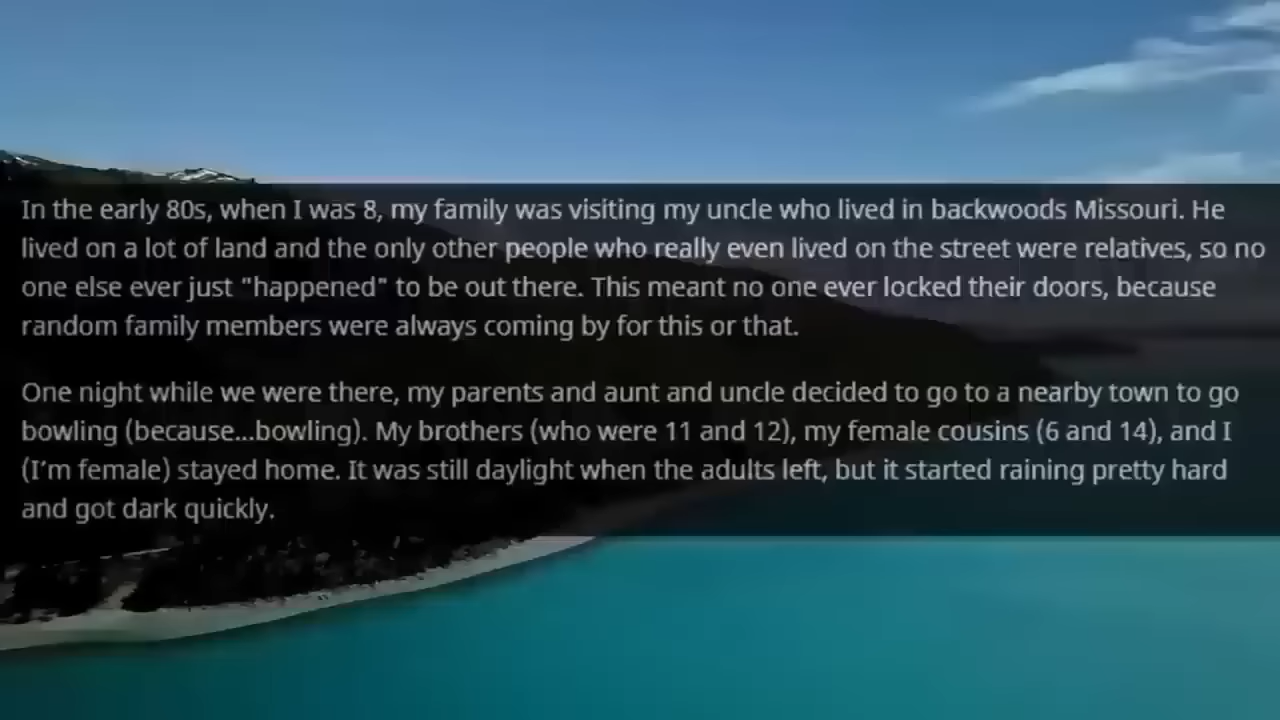 In the early 80s, when I was 8, my family was visiting my uncle who lived in backwoods Missouri. He
lived on a lot of land and the only other people who really even lived on the street were relatives, so no
one else ever just "happened" to be out there. This meant no one ever locked their doors, because
random family members were always coming by for this or that.
One night while we were there, my parents and aunt and uncle decided to go to a nearby town to go
bowling (because...bowling). My brothers (who were 11 and 12), my female cousins (6 and 14), and I
(I’m female) stayed home. It was still daylight when the adults left, but it started raining pretty hard
and got dark quickly.